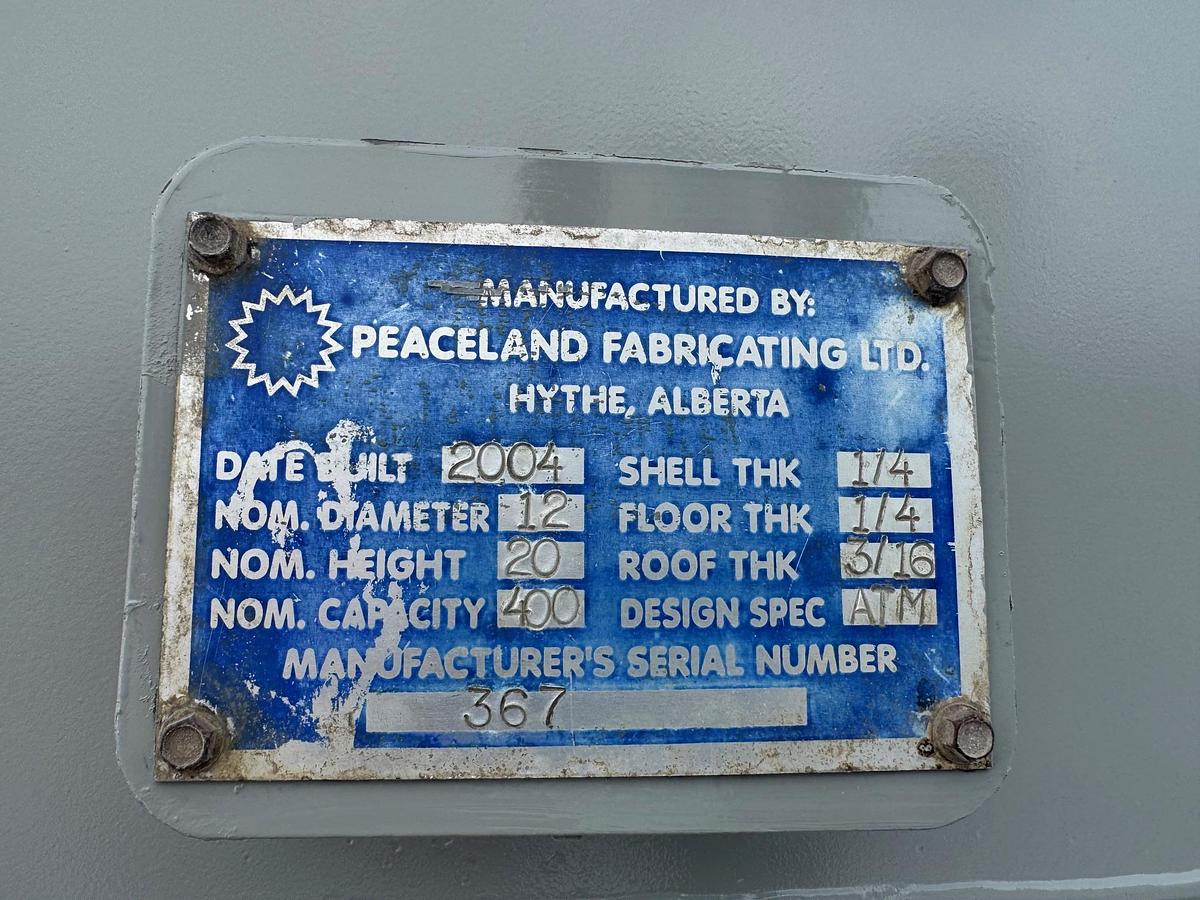 MANUFACTURED BY:
PEACELAND FABRICATING LTD.
HYTHE, ALBERTA
DATE BUILT 2004 SHELL THK 1/4
NOM. DIAMETER 12 FLOOR THK 1/4
NOM. HEIGHT 20 ROOF THK 3/16
NOM. CAPACITY 400 DESIGN SPEC ATM
MANUFACTURER'S SERIAL NUMBER
367